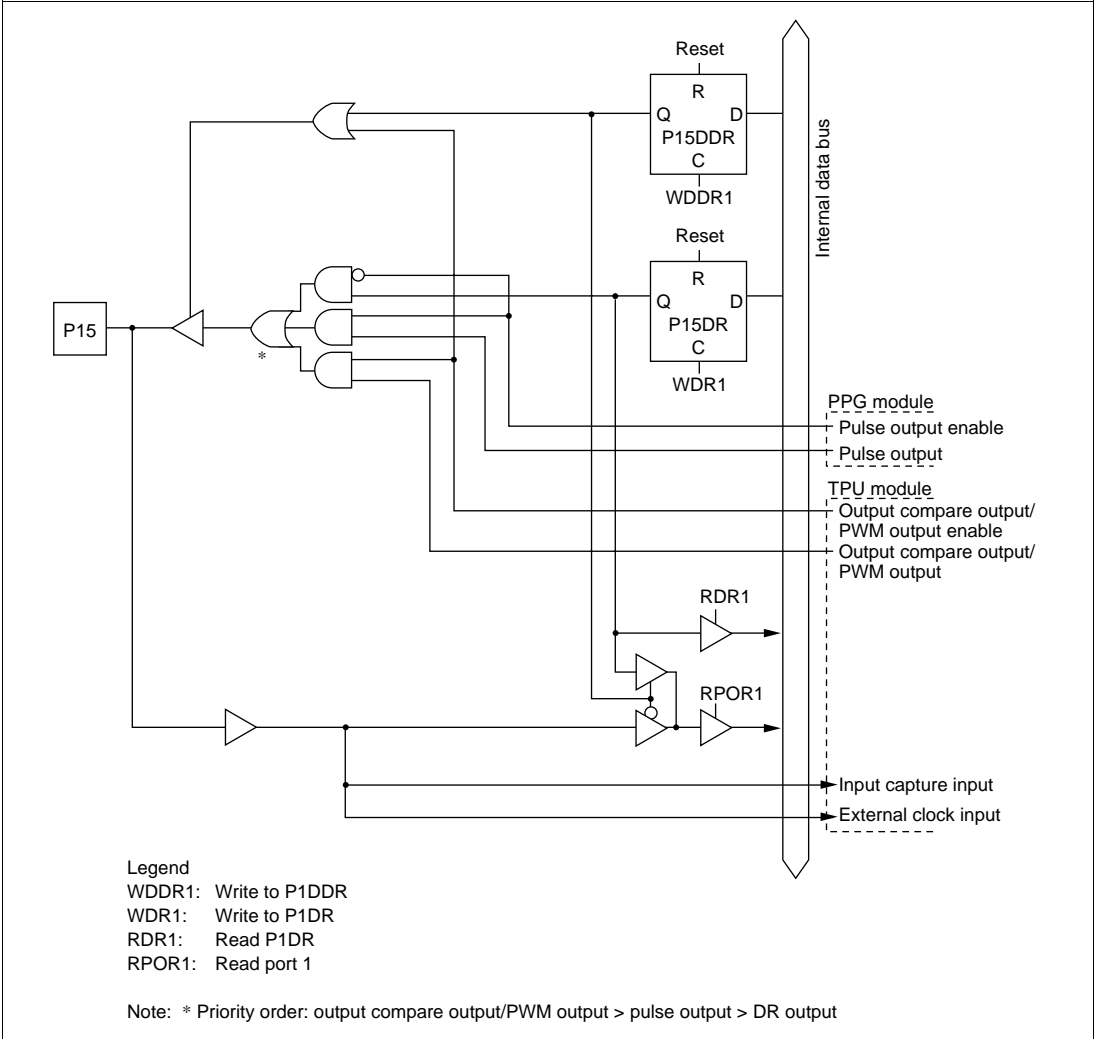 Reset
R
Q D
P15DDR
C
WDDR1
Internal data bus
Reset
R
Q D
P15DR
C
WDR1
P15
*
PPG module
Pulse output enable
Pulse output
TPU module
Output compare output/
PWM output enable
Output compare output/
PWM output
RDR1
RPOR1
Input capture input
External clock input
Legend
WDDR1: Write to P1DDR
WDR1: Write to P1DR
RDR1: Read P1DR
RPOR1: Read port 1
Note: * Priority order: output compare output/PWM output > pulse output > DR output